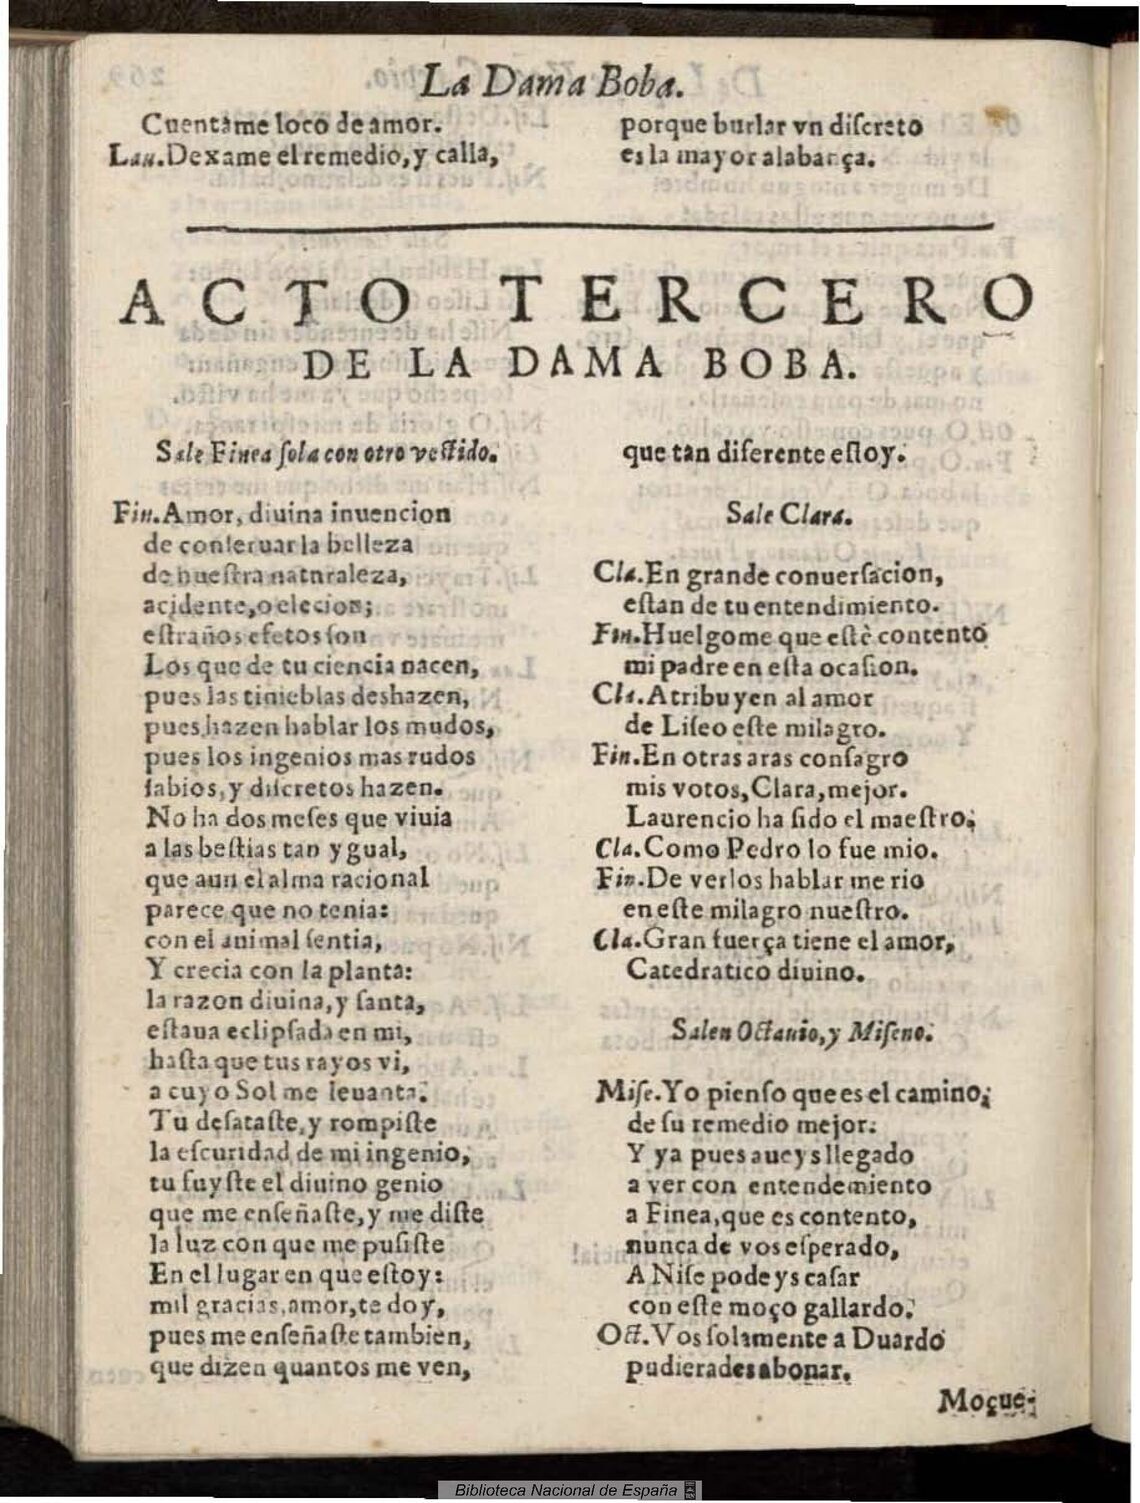 La Dama Boba.
Cuentame loco de amor.
Lau.Dexame el remedio, y calla,
porque burlar vn discreto
es la mayor alabança.
ACTO TERCERO
DE LA DAMA BOBA.
Sale Finea sola con otro vestido.
Fin.Amor, diuina inuencion
de conseruar la belleza
de nuestra naturaleza,
acidente, o elecion;
estraños efetos son
Los que de tu ciencia nacen,
pues las tinieblas deshazen,
pues hazen hablar los mudos,
pues los ingenios mas rudos
sabios, y discretos hazen.
No ha dos meses que viuia
a las bestias tan ygual,
que aun el alma racional
parece que no tenia:
con el animal sentia,
Y crecia con la planta:
la razon diuina, y santa,
estaua eclipsada en mi,
hasta que tus rayos vi,
a cuyo Sol me leuanta.
Tu desataste, y rompiste
la escuridad de mi ingenio,
tu fuyste el diuino genio
que me enseñaste, y me diste
la luz con que me pusiste
En el lugar en que estoy:
mil gracias, amor, te doy,
pues me enseñaste tambien,
que dizen quantos me ven,
que tan diferente estoy.
Sale Clara.
Cla.En grande conuersacion,
estan de tu entendimiento.
Fin.Huelgome que estè contento
mi padre en esta ocasion.
Cla.Atribuyen al amor
de Liseo este milagro.
Fin.En otras aras consagro
mis votos, Clara, mejor.
Laurencio ha sido el maestro;
Cla.Como Pedro lo fue mio.
Fin.De verlos hablar me rio
en este milagro nuestro.
Cla.Gran fuerça tiene el amor,
Catedratico diuino.
Salen Octauio, y Miseno.
Mise.Yo pienso que es el camino;
de su remedio mejor.
Y ya pues aueys llegado
a ver con entendemiento
a Finea, que es contento,
nunca de vos esperado,
A Nise podeys casar
con este moço gallardo.
Oct.Vos solamente a Duardo
pudierades abonar.
Moçue-
Biblioteca Nacional de España